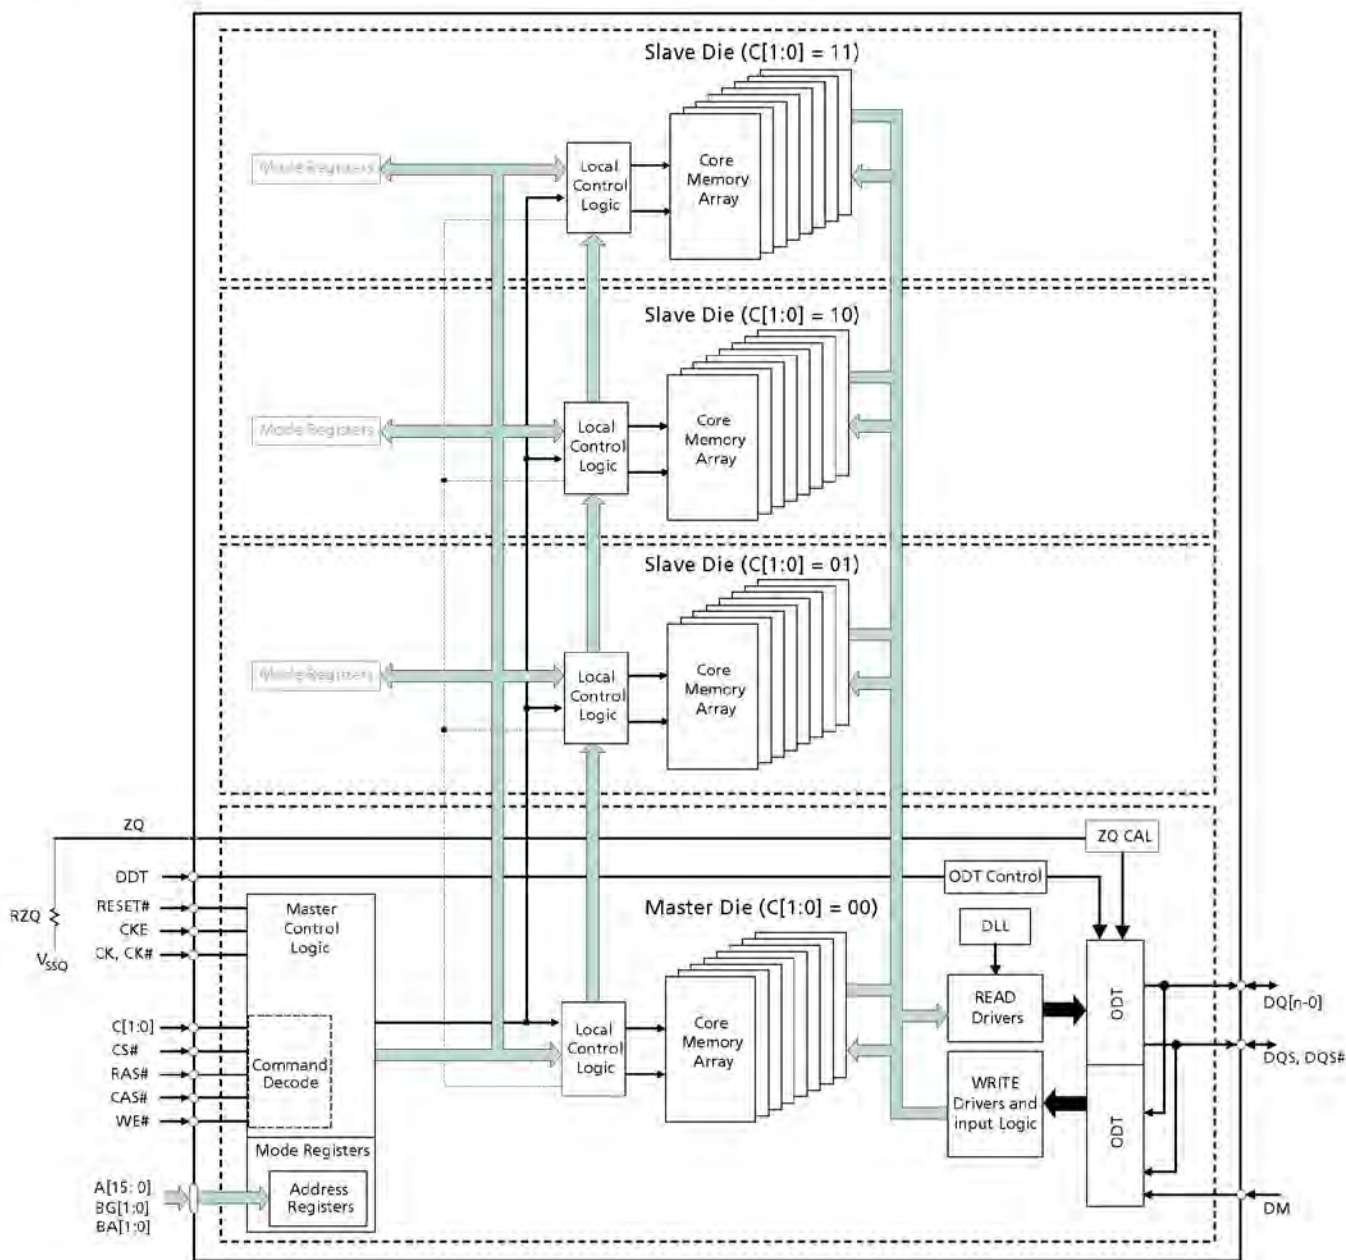 Slave Die (C[1:0] = 11)
Mode Registers
Local
Control
Logic
Core
Memory
Array
Slave Die (C[1:0] = 10)
Mode Registers
Local
Control
Logic
Core
Memory
Array
Slave Die (C[1:0] = 01)
Mode Registers
Local
Control
Logic
Core
Memory
Array
ZQ
ZQ CAL
DDT
ODT Control
RZQ
VSSQ
RESET#
CKE
CK, CK#
Master
Control
Logic
Master Die (C[1:0] = 00)
DLL
C[1:0]
CS#
RAS#
CAS#
WE#
Command
Decode
Local
Control
Logic
Core
Memory
Array
READ
Drivers
ODT
DQ[n-0]
DQS, DQS#
WRITE
Drivers and
input Logic
ODT
Mode Registers
A[15: 0]
BG[1:0]
BA[1:0]
Address
Registers
DM